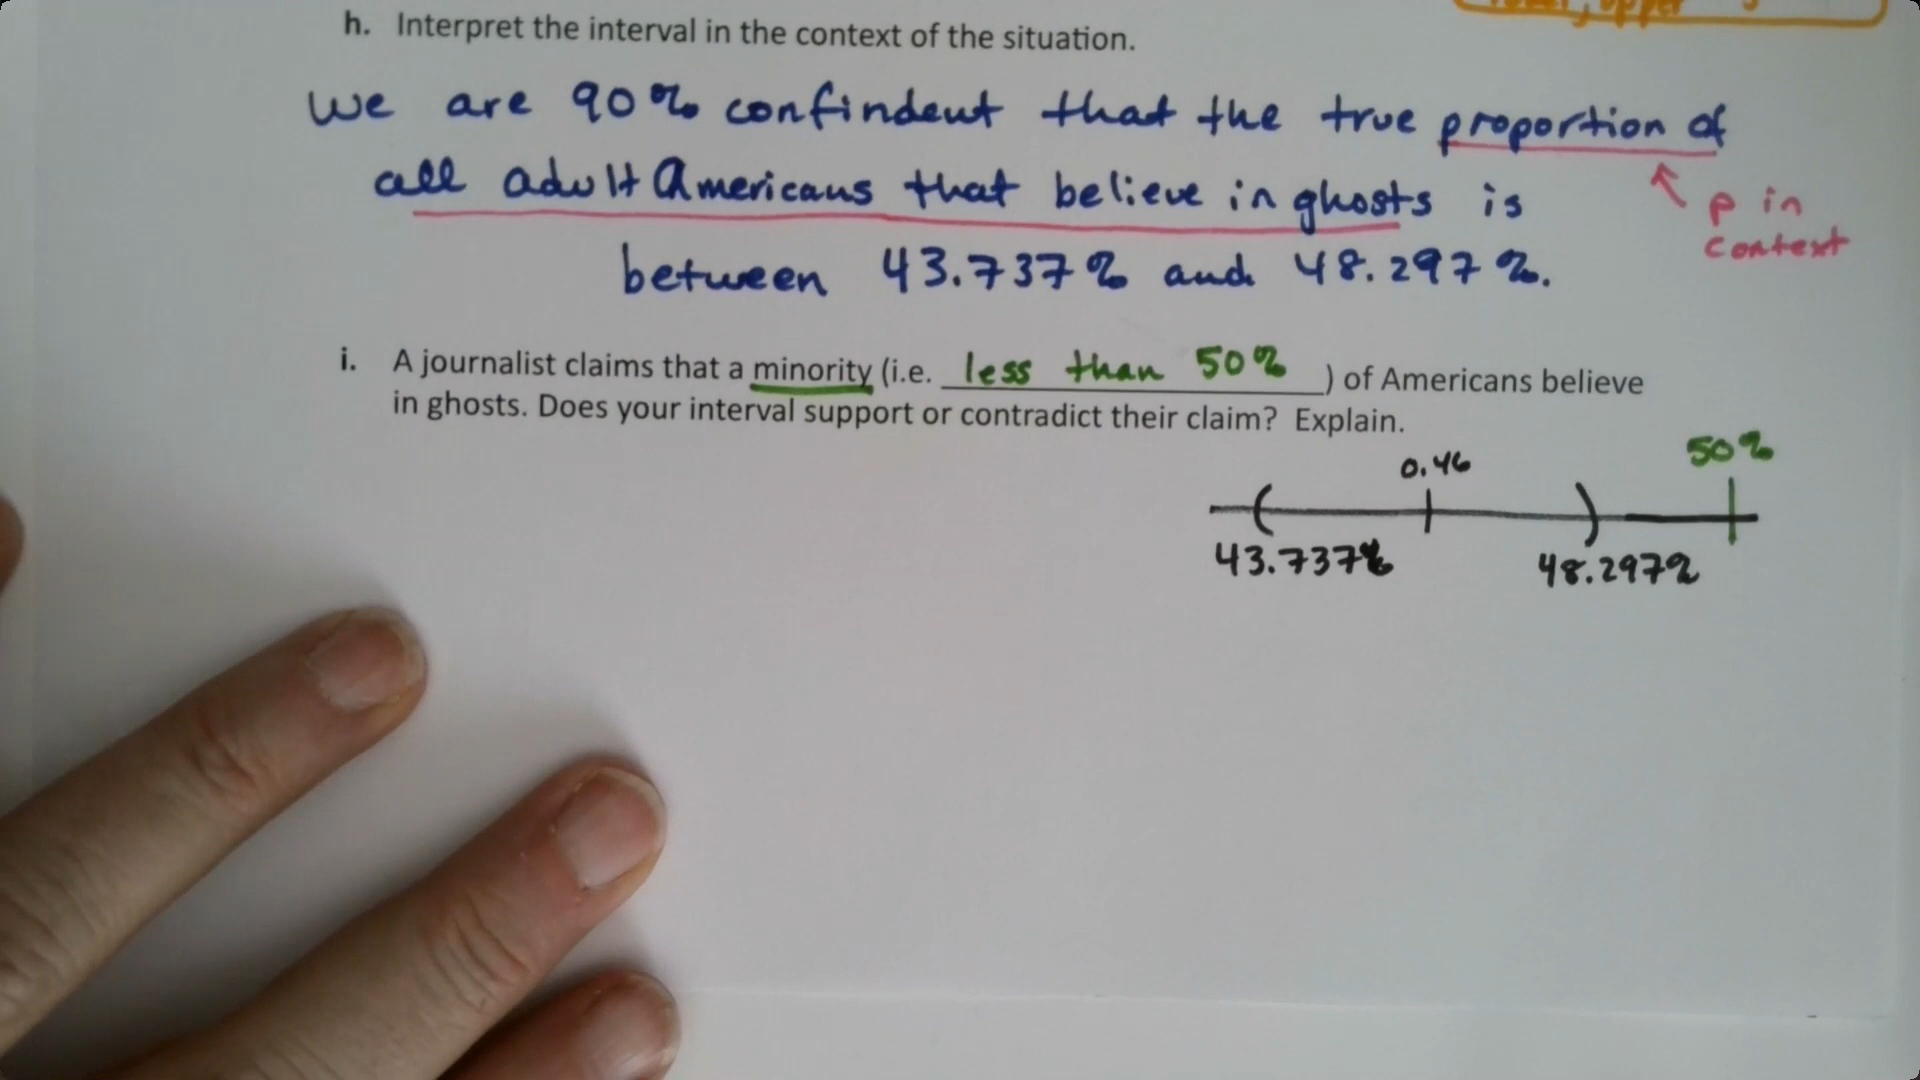 lower, upper
h. Interpret the interval in the context of the situation.
We are 90% confindent that the true proportion of
all adult Americans that believe in ghosts is
p in
context
between 43.737% and 48.297%.
i. A journalist claims that a minority (i.e. less than 50% ) of Americans believe
in ghosts. Does your interval support or contradict their claim? Explain.
50%
0.46
43.737% 48.297%